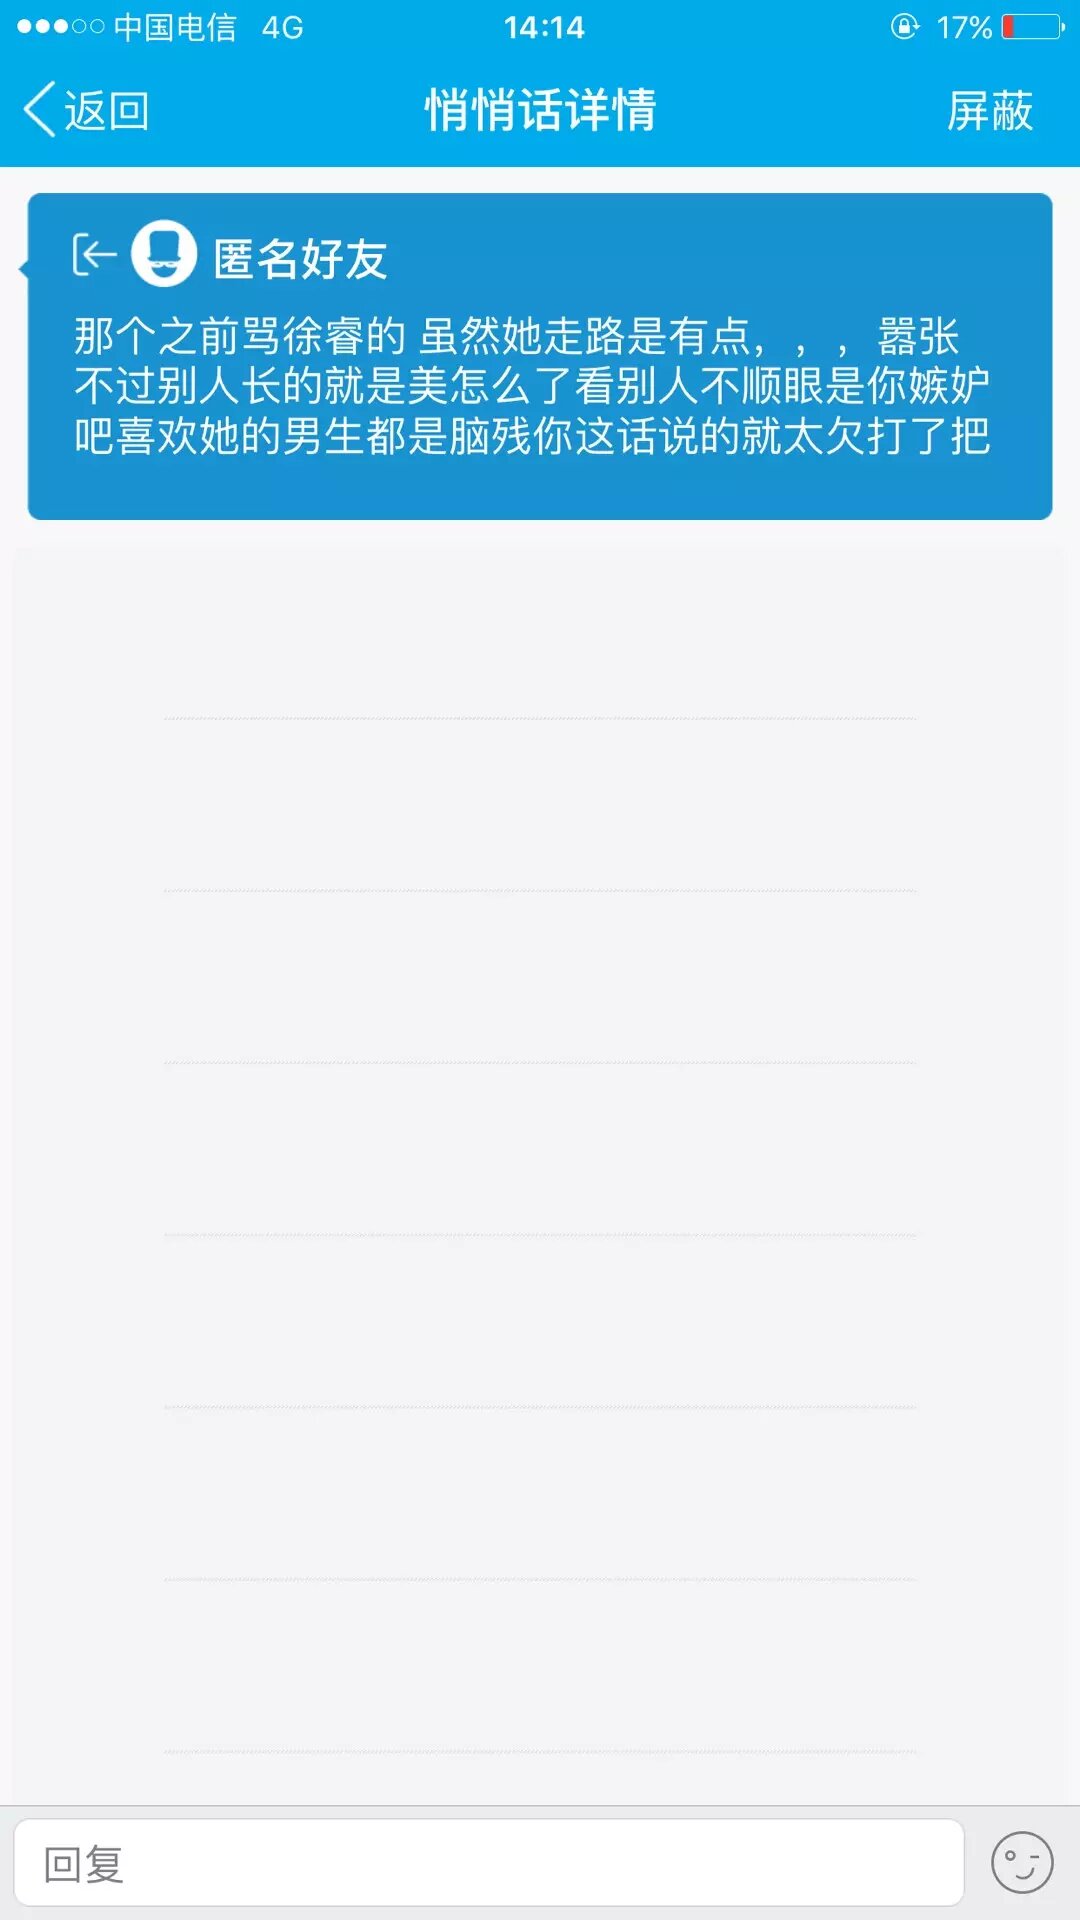 中国电信 4G 14:14 17%
返回 悄悄话详情 屏蔽
匿名好友
那个之前骂徐睿的 虽然她走路是有点，，，嚣张
不过别人长的就是美怎么了看别人不顺眼是你嫉妒
吧喜欢她的男生都是脑残你这话说的就太欠打了把
回复